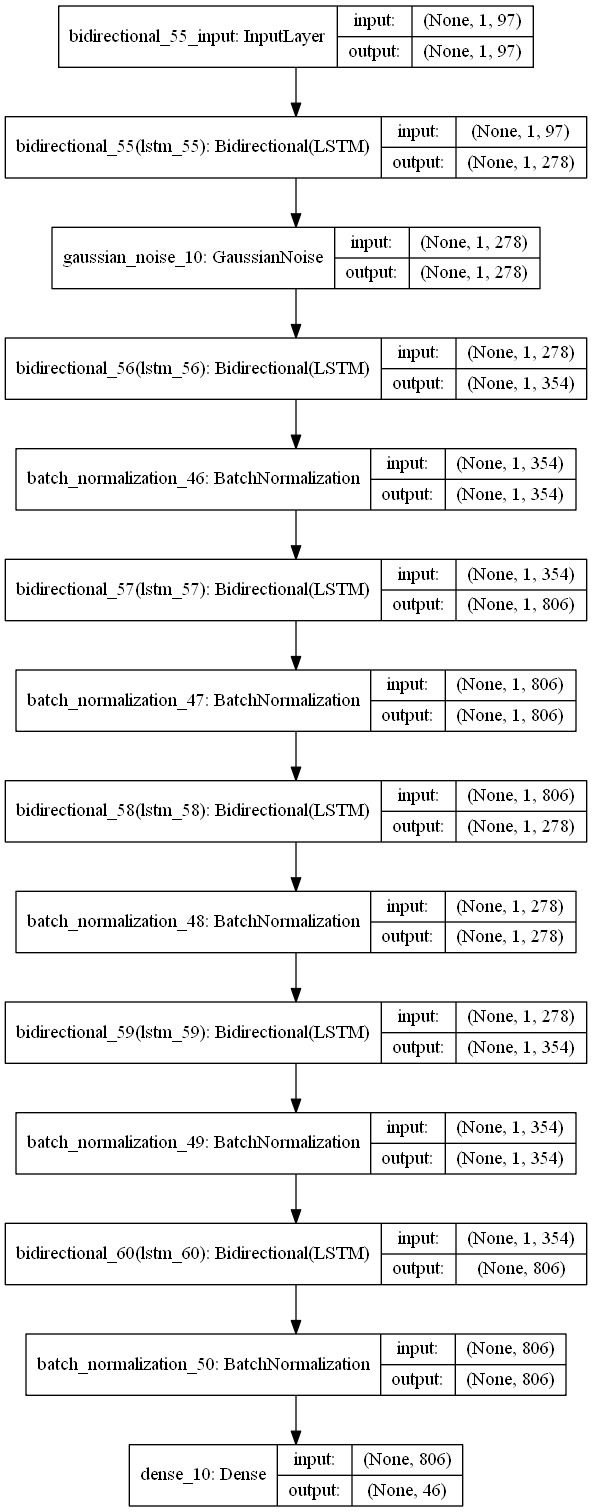 bidirectional_55_input: InputLayer
input: (None, 1, 97)
output: (None, 1, 97)
bidirectional_55(lstm_55): Bidirectional(LSTM)
input: (None, 1, 97)
output: (None, 1, 278)
gaussian_noise_10: GaussianNoise
input: (None, 1, 278)
output: (None, 1, 278)
bidirectional_56(lstm_56): Bidirectional(LSTM)
input: (None, 1, 278)
output: (None, 1, 354)
batch_normalization_46: BatchNormalization
input: (None, 1, 354)
output: (None, 1, 354)
bidirectional_57(lstm_57): Bidirectional(LSTM)
input: (None, 1, 354)
output: (None, 1, 806)
batch_normalization_47: BatchNormalization
input: (None, 1, 806)
output: (None, 1, 806)
bidirectional_58(lstm_58): Bidirectional(LSTM)
input: (None, 1, 806)
output: (None, 1, 278)
batch_normalization_48: BatchNormalization
input: (None, 1, 278)
output: (None, 1, 278)
bidirectional_59(lstm_59): Bidirectional(LSTM)
input: (None, 1, 278)
output: (None, 1, 354)
batch_normalization_49: BatchNormalization
input: (None, 1, 354)
output: (None, 1, 354)
bidirectional_60(lstm_60): Bidirectional(LSTM)
input: (None, 1, 354)
output: (None, 806)
batch_normalization_50: BatchNormalization
input: (None, 806)
output: (None, 806)
dense_10: Dense
input: (None, 806)
output: (None, 46)